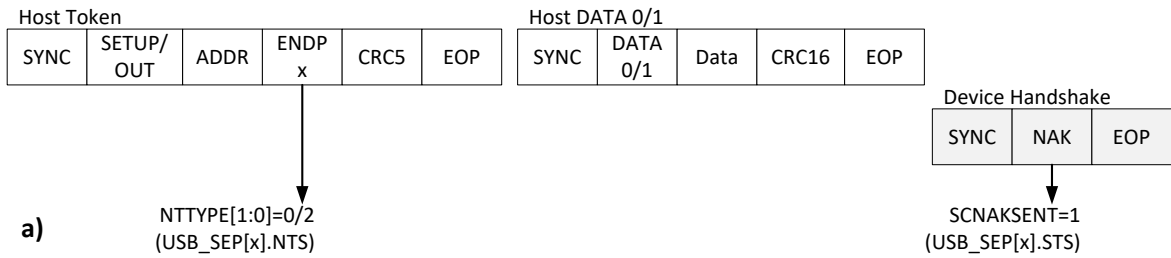 Host Token
SYNC SETUP/ OUT ADDR ENDP x CRC5 EOP
Host DATA 0/1
SYNC DATA 0/1 Data CRC16 EOP
Device Handshake
SYNC NAK EOP
a)
NTTYPE[1:0]=0/2
(USB_SEP[x].NTS)
SCNAKSENT=1
(USB_SEP[x].STS)